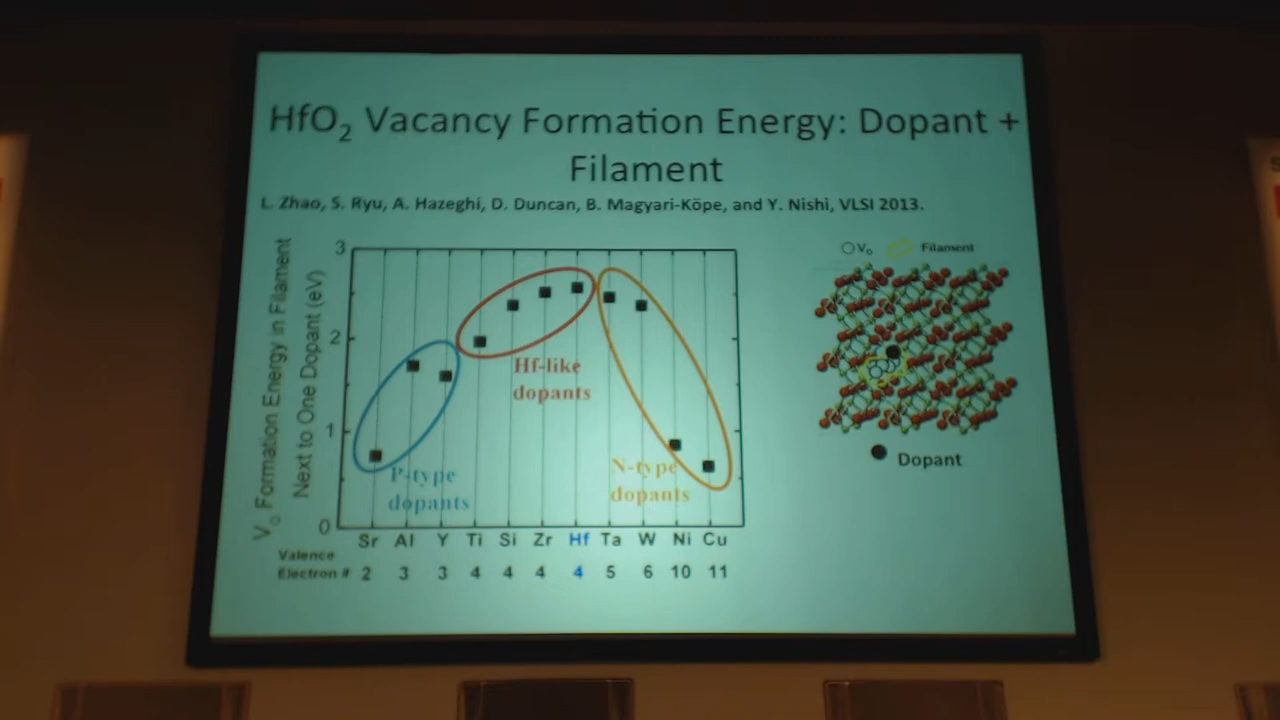 HfO₂ Vacancy Formation Energy: Dopant +
Filament
L. Zhao, S. Ryu, A. Hazeghi, D. Duncan, B. Magyari-Köpe, and Y. Nishi, VLSI 2013.
V₀ Formation Energy in Filament
Next to One Dopant (eV)
3
2
1
0
Hf-like
dopants
P-type
dopants
N-type
dopants
Sr Al Y Ti Si Zr Hf Ta W Ni Cu
Valence
Electron # 2 3 3 4 4 4 4 5 6 10 11
V₀ Filament
Dopant